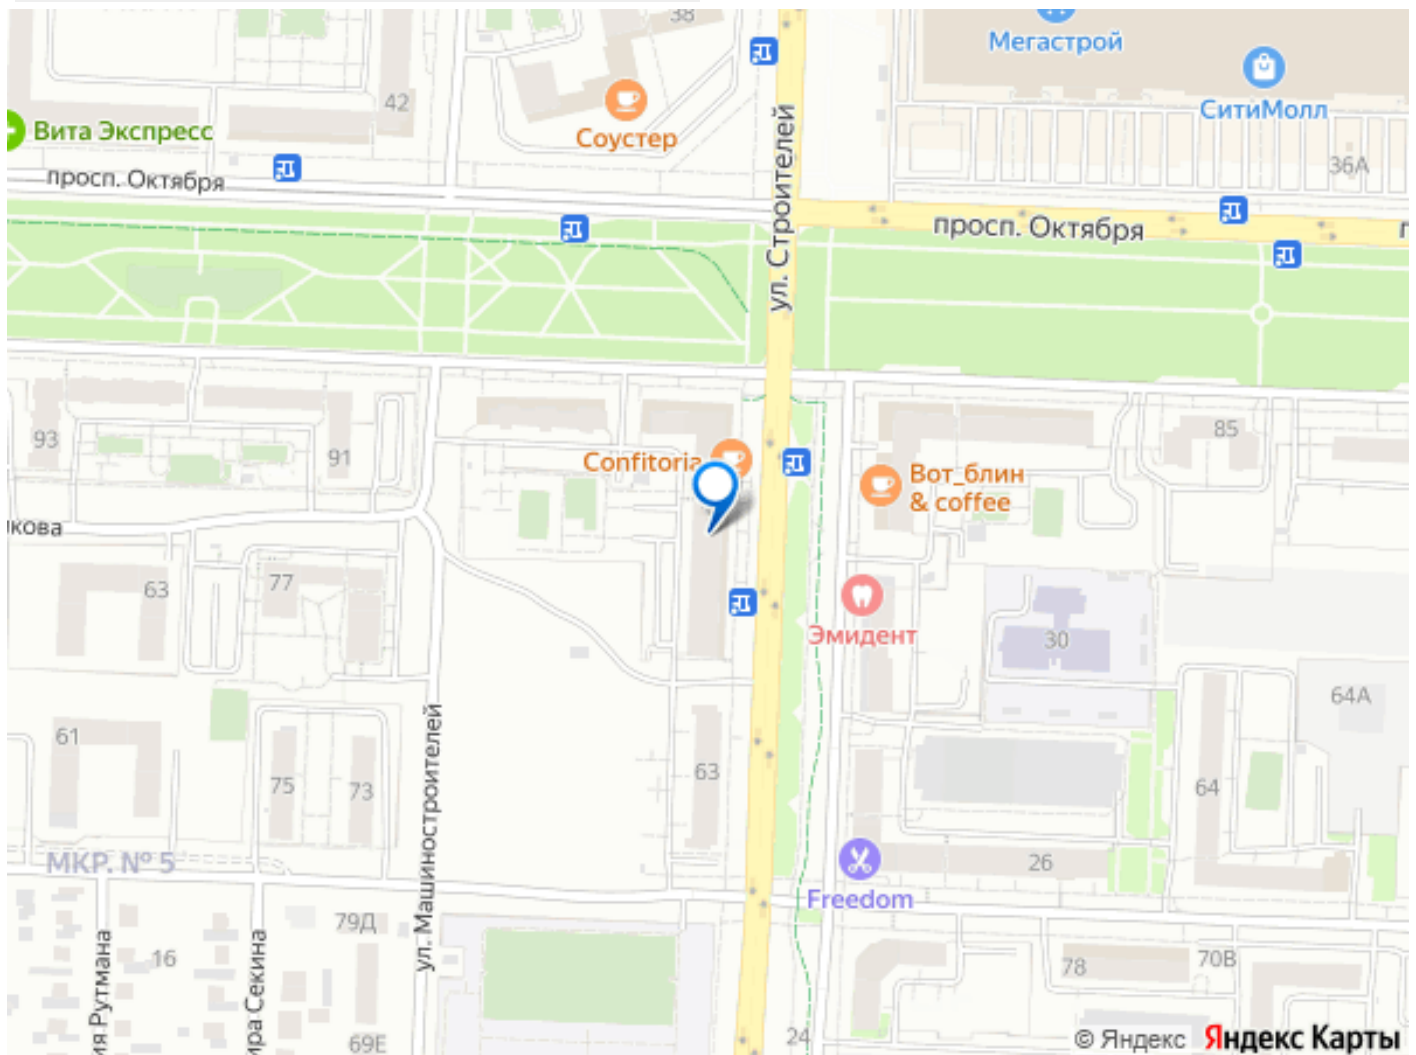 38
Мегастрой
42
СитиМолл
Вита Экспресс
Соустер
36А
просп. Октября
ул. Строителей
просп. Октября
93
91
Confitoria
85
Вот_блин
& coffee
кова
63
77
Эмидент
30
64А
61
63
75
73
64
ул. Машиностроителей
МКР. № 5
26
Freedom
79Д
16
ия Рутмана
ира Секина
78
70В
24
69Е
© Яндекс Яндекс Карты